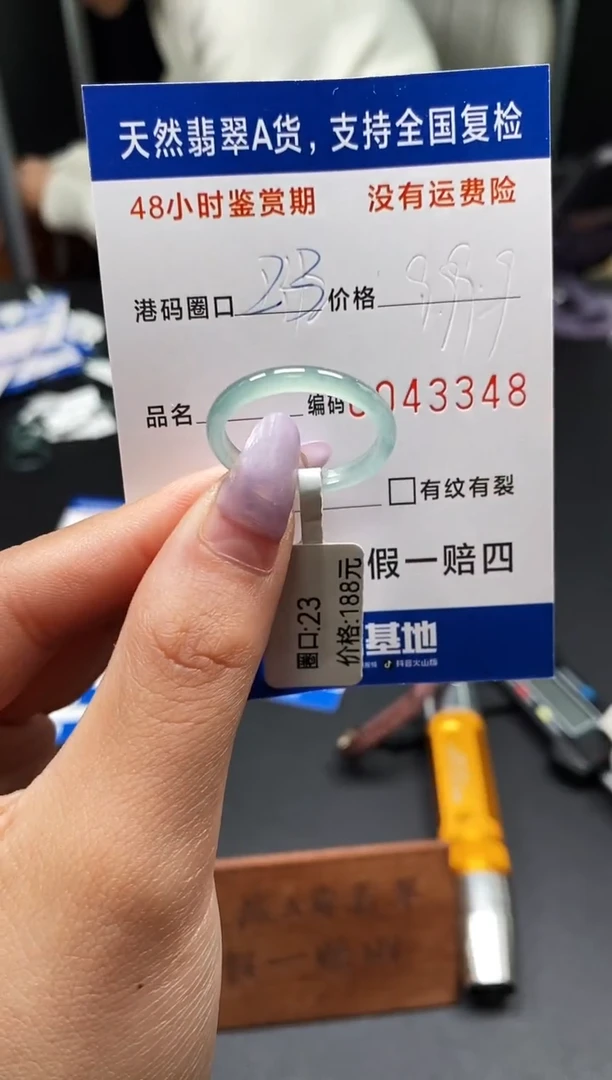 天然翡翠A货，支持全国复检
48小时鉴赏期 没有运费险
港码圈口 23 价格
品名 编码 043348
有纹有裂
假一赔四
圈口:23
价格:188元
基地
抖音火山版